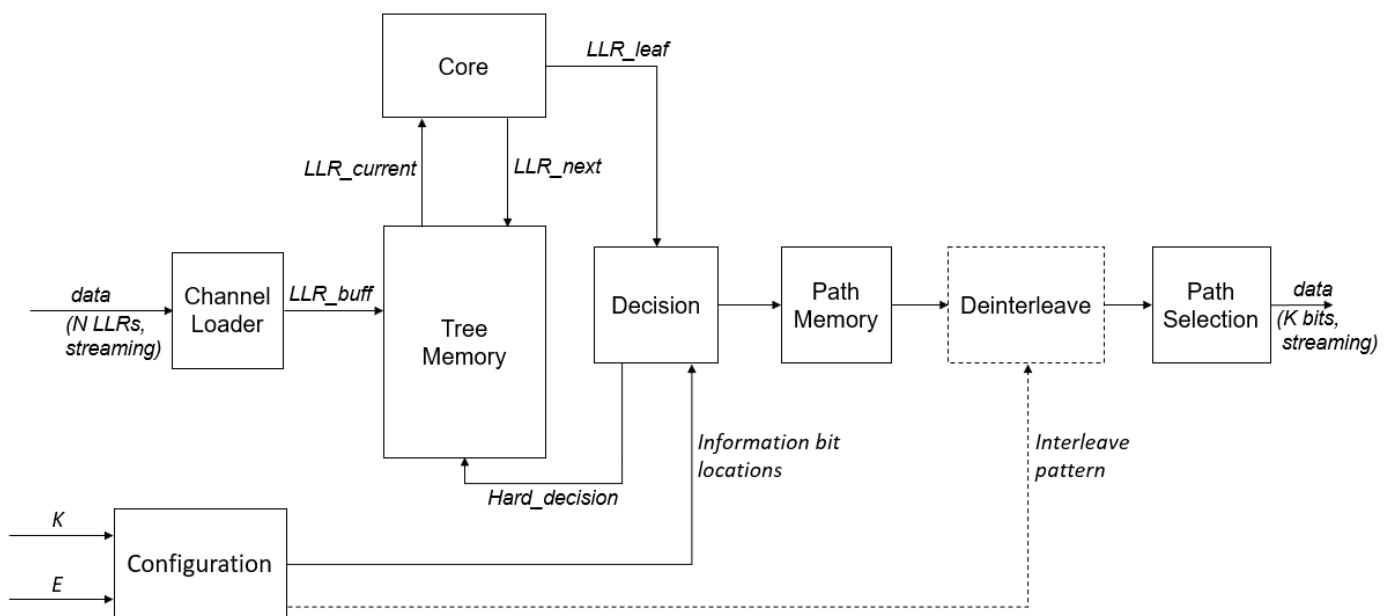 Core
LLR_leaf
LLR_current
LLR_next
data
(N LLRs,
streaming)
Channel
Loader
LLR_buff
Tree
Memory
Decision
Path
Memory
Deinterleave
Path
Selection
data
(K bits,
streaming)
Hard_decision
Information bit
locations
Interleave
pattern
K
E
Configuration